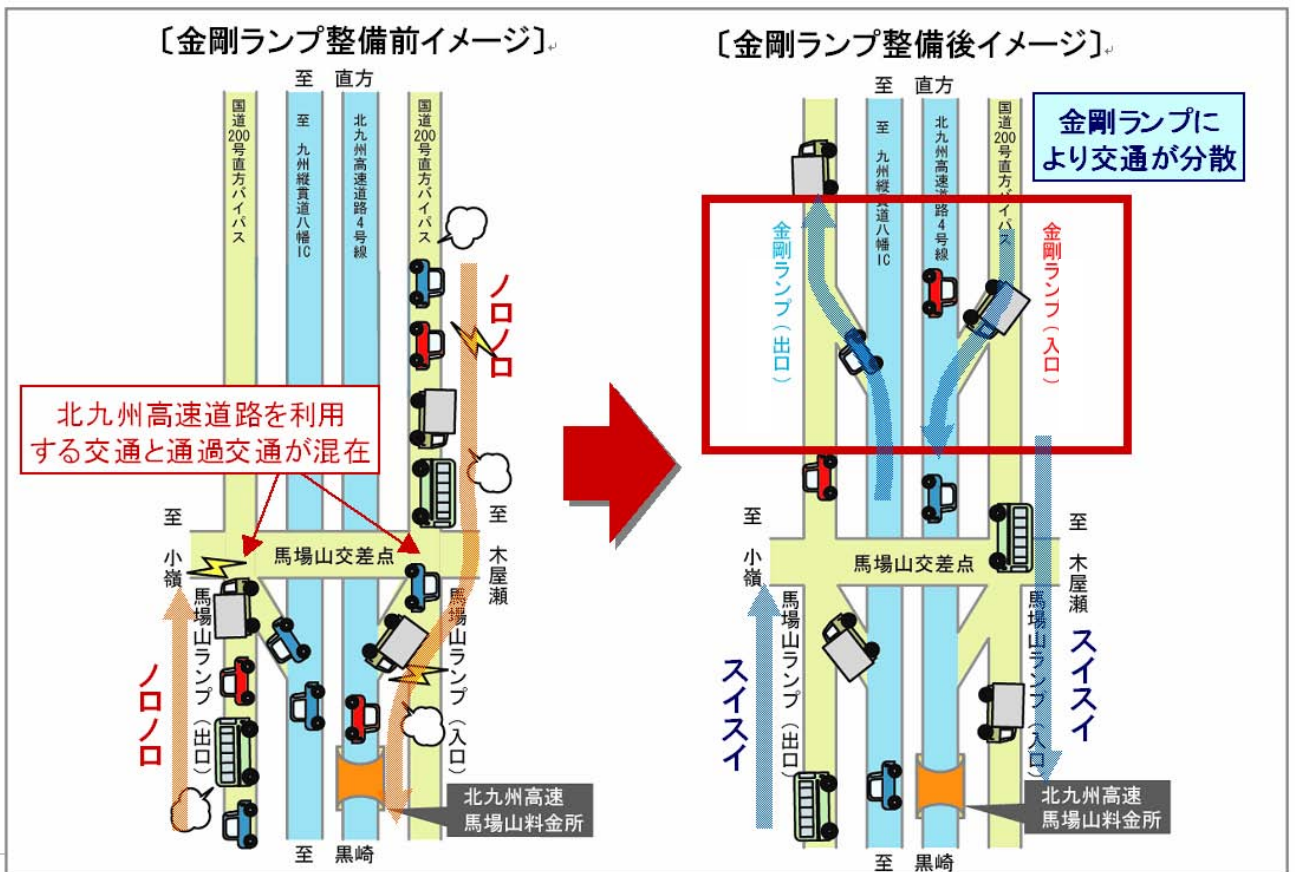 〔金剛ランプ整備前イメージ〕
至 直方
国道200号直方バイパス
至 九州縦貫道八幡IC
北九州高速道路4号線
国道200号直方バイパス
ノロノロ
北九州高速道路を利用
する交通と通過交通が混在
至 小嶺
馬場山交差点
至 木屋瀬
馬場山ランプ（出口）
馬場山ランプ（入口）
ノロノロ
北九州高速
馬場山料金所
至 黒崎
〔金剛ランプ整備後イメージ〕
至 直方
至 九州縦貫道八幡IC
北九州高速道路4号線
国道200号直方バイパス
金剛ランプに
より交通が分散
金剛ランプ（出口）
金剛ランプ（入口）
至 小嶺
馬場山交差点
至 木屋瀬
馬場山ランプ（出口）
馬場山ランプ（入口）
スイスイ
スイスイ
北九州高速
馬場山料金所
至 黒崎